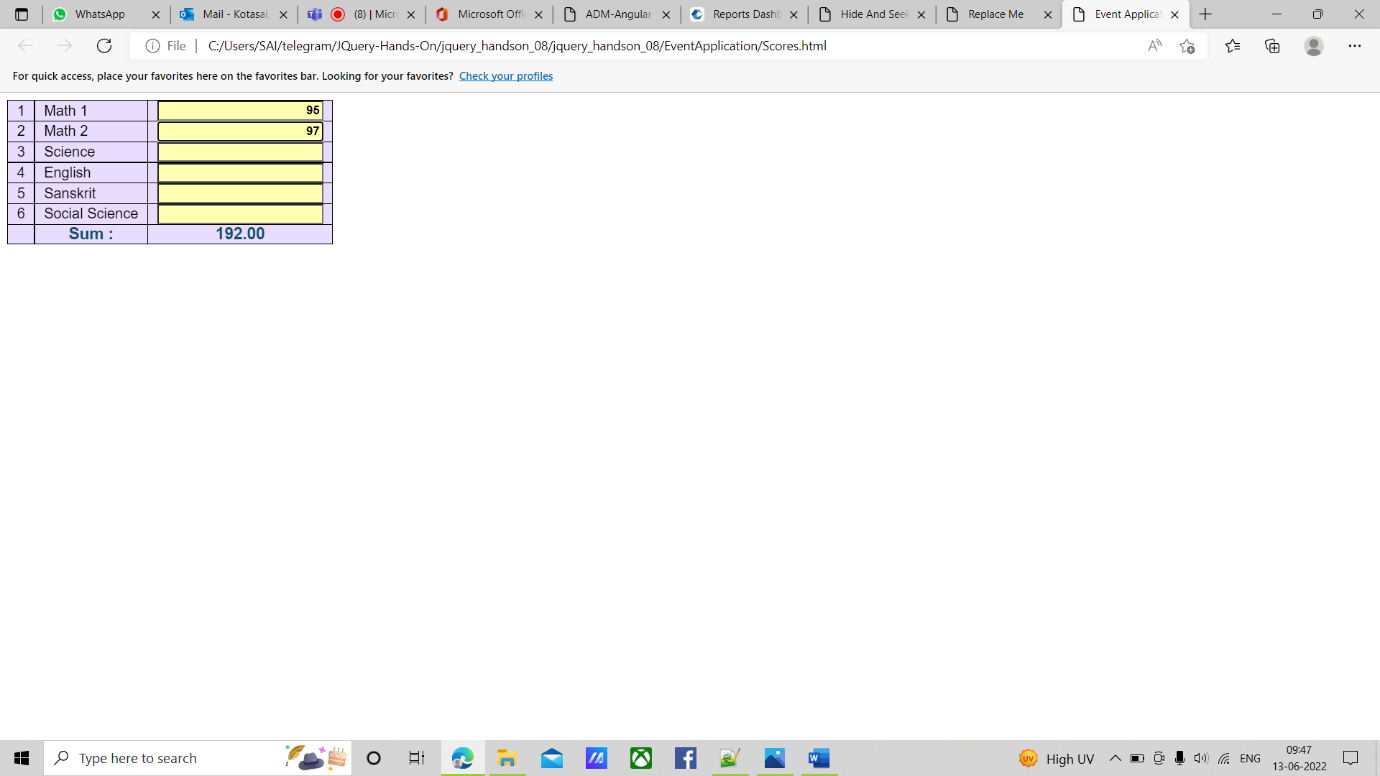 WhatsApp
Mail - Kotasai,
(8) | Micr
Microsoft Offi
ADM-Angular
Reports Dashb
Hide And Seek
Replace Me
Event Applicat
File | C:/Users/SAI/telegram/JQuery-Hands-On/jquery_handson_08/jquery_handson_08/EventApplication/Scores.html
For quick access, place your favorites here on the favorites bar. Looking for your favorites? Check your profiles
1 Math 1 95
2 Math 2 97
3 Science
4 English
5 Sanskrit
6 Social Science
Sum : 192.00
Type here to search
UV High UV
ENG
09:47
13-06-2022